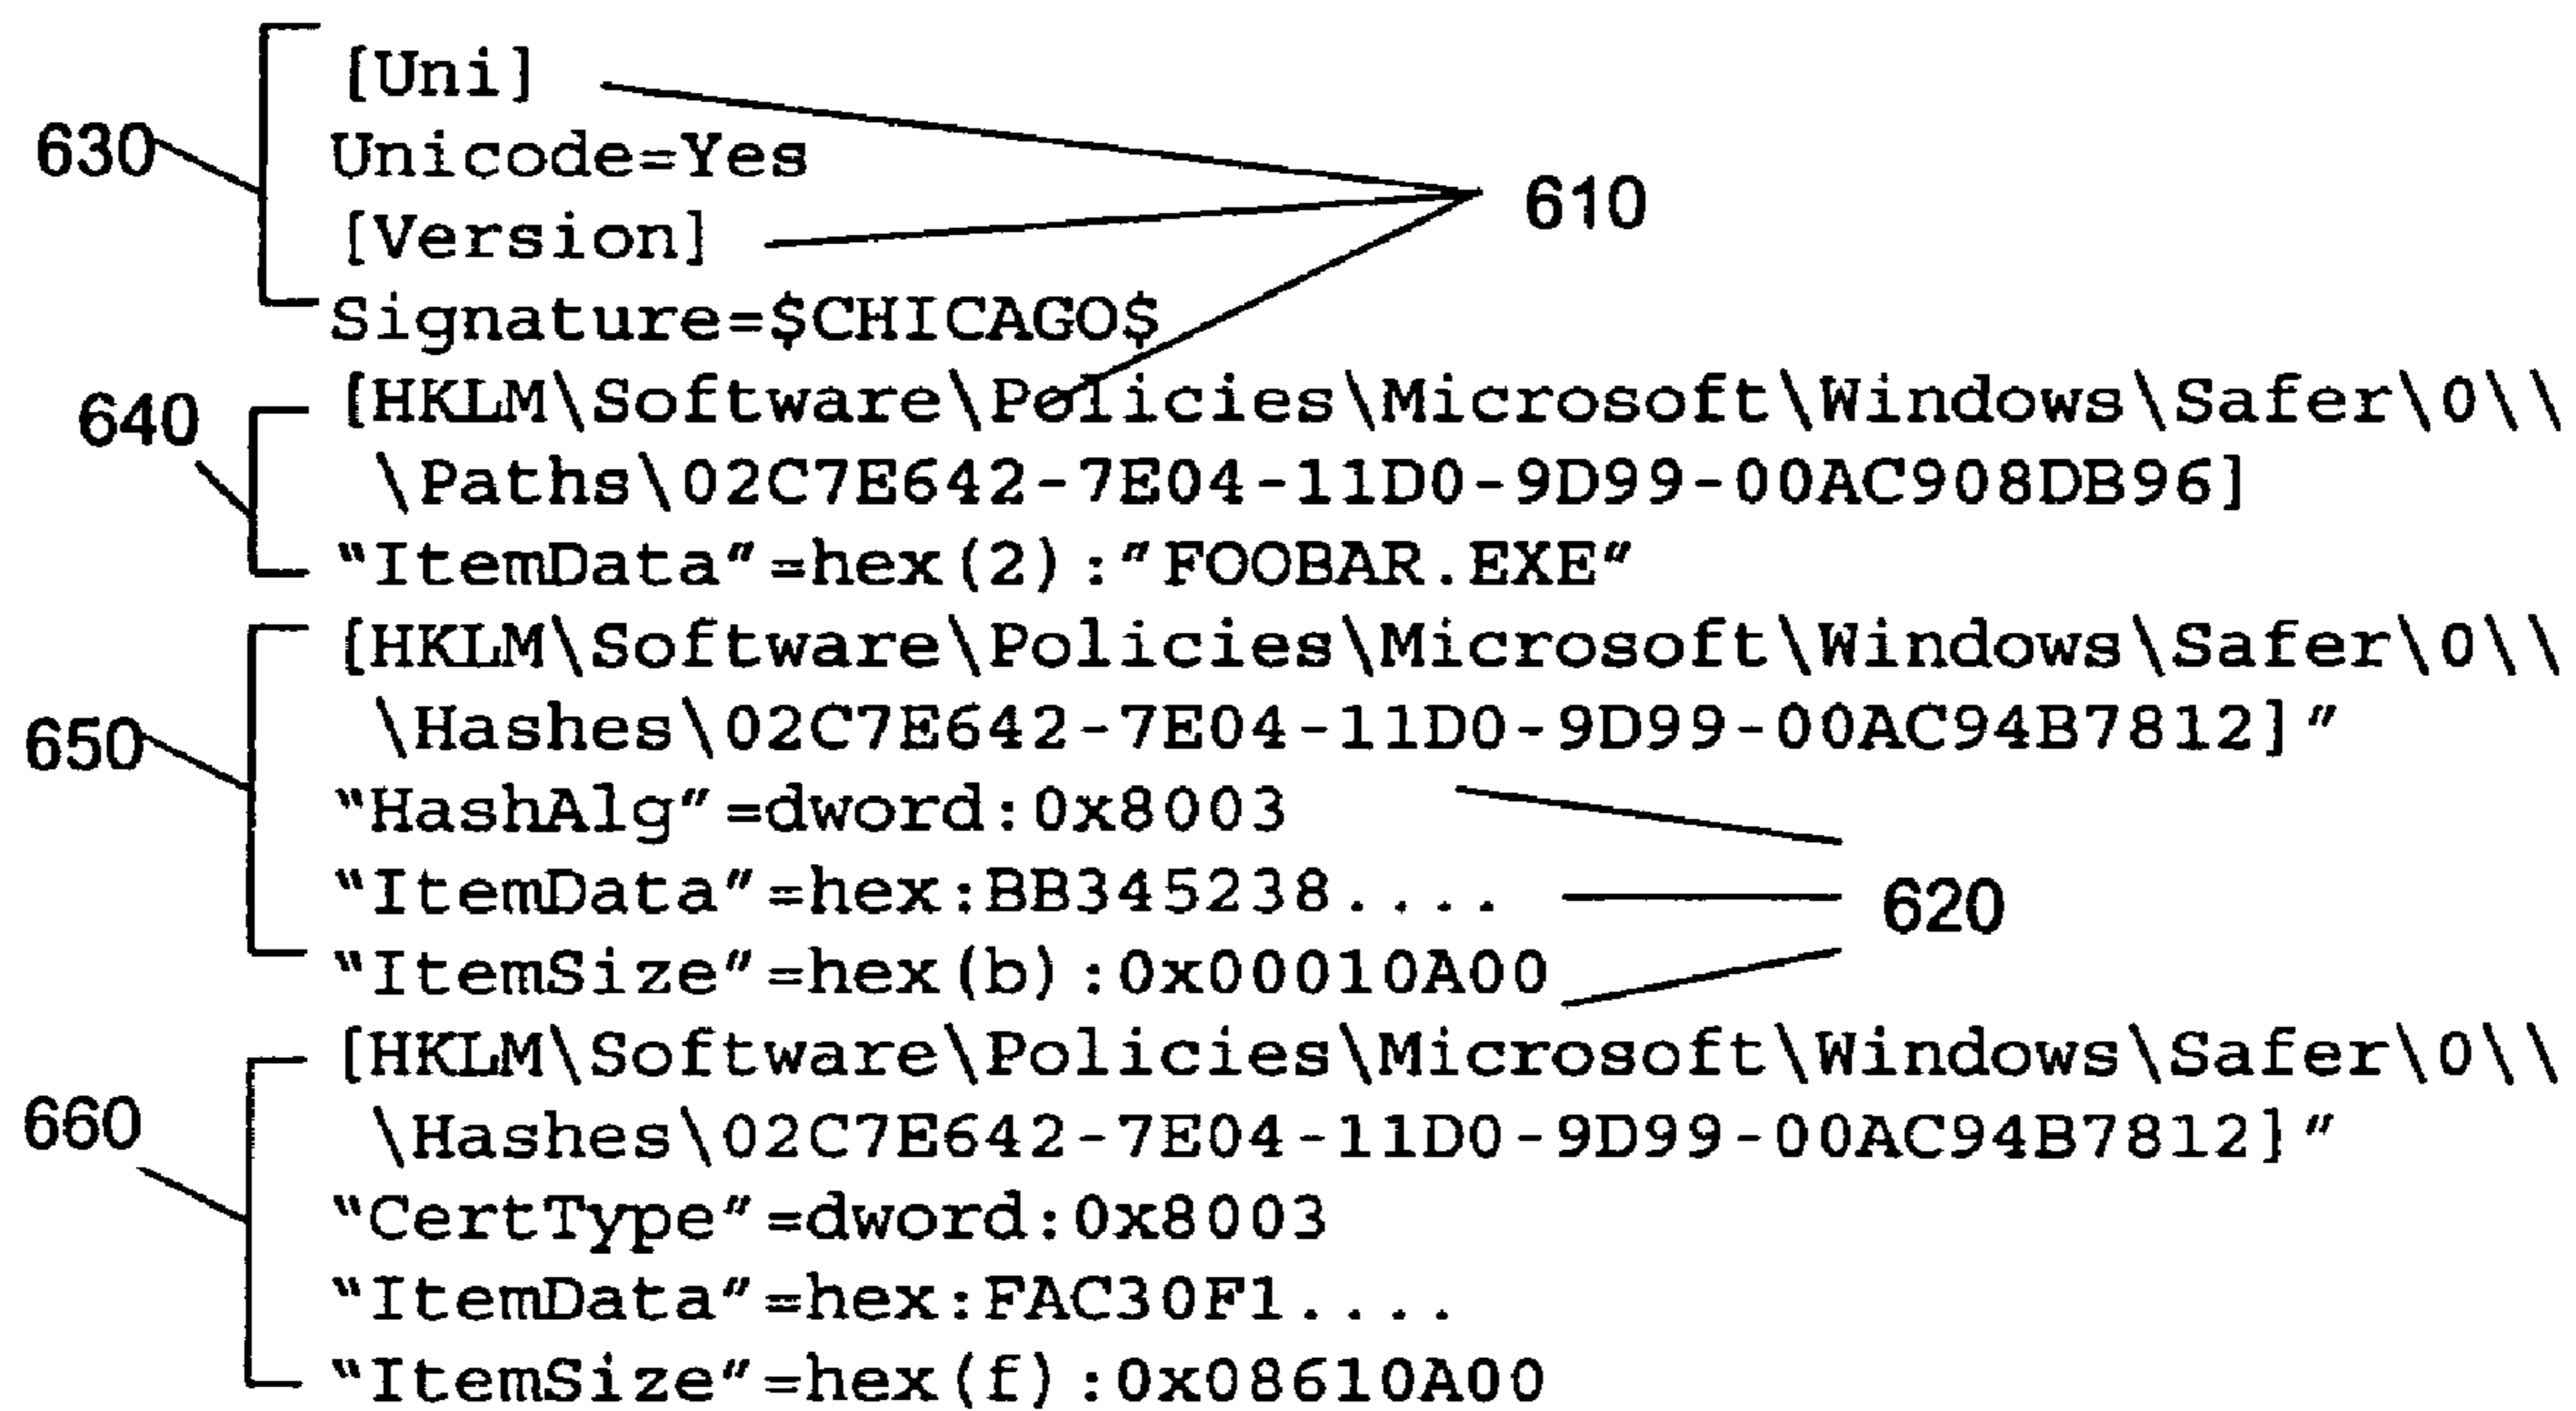 [Uni]
630
Unicode=Yes
610
[Version]
Signature=$CHICAGO$
640
[HKLM\Software\Policies\Microsoft\Windows\Safer\0\\
\Paths\02C7E642-7E04-11D0-9D99-00AC908DB96]
“ItemData”=hex(2):”FOOBAR.EXE”
[HKLM\Software\Policies\Microsoft\Windows\Safer\0\\
650
\Hashes\02C7E642-7E04-11D0-9D99-00AC94B7812]”
“HashAlg”=dword:0x8003
“ItemData”=hex:BB345238....
620
“ItemSize”=hex(b):0x00010A00
[HKLM\Software\Policies\Microsoft\Windows\Safer\0\\
660
\Hashes\02C7E642-7E04-11D0-9D99-00AC94B7812]”
“CertType”=dword:0x8003
“ItemData”=hex:FAC30F1....
“ItemSize”=hex(f):0x08610A00